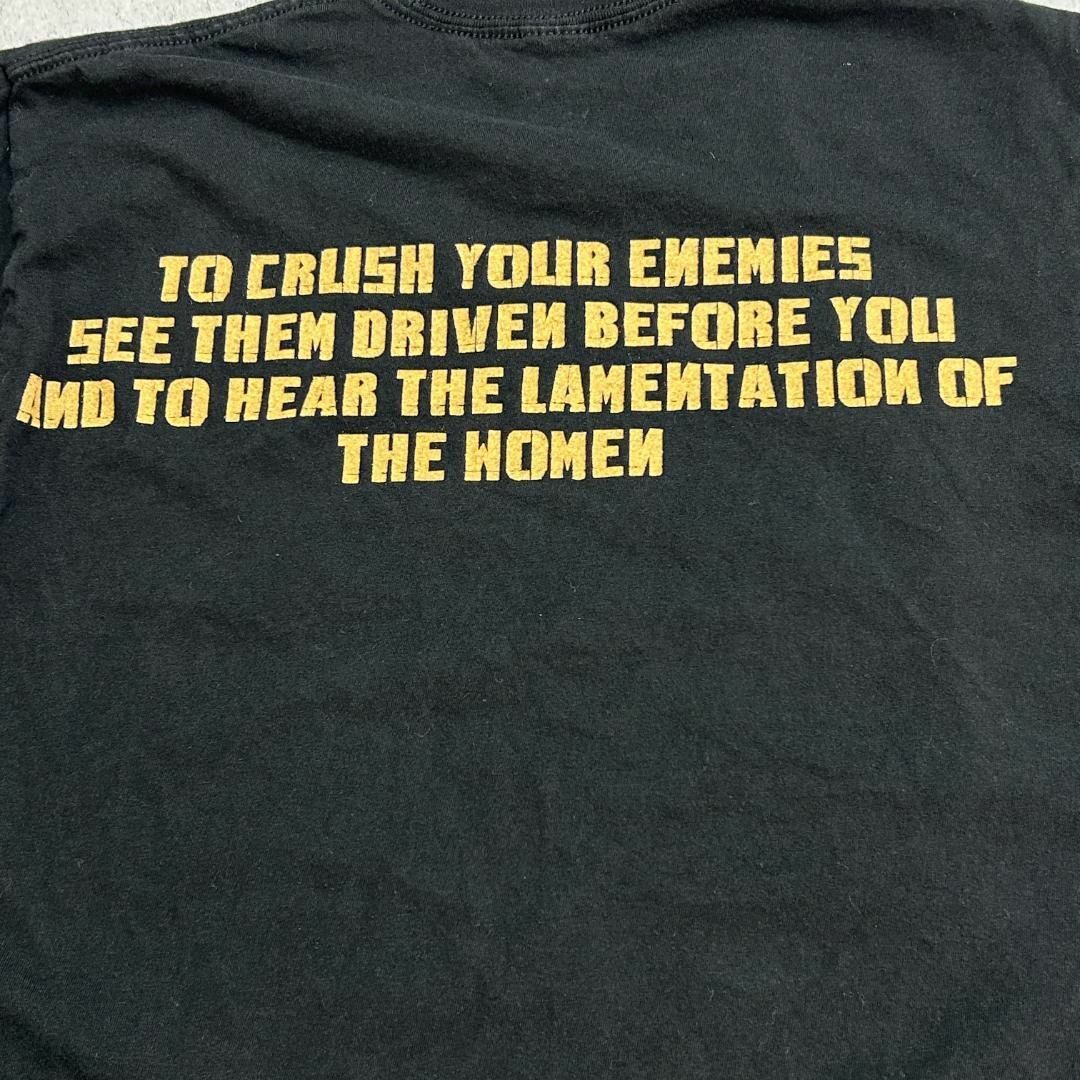 TO CRUSH YOUR ENEMIES
SEE THEM DRIVEN BEFORE YOU
AND TO HEAR THE LAMENTATION OF
THE WOMEN